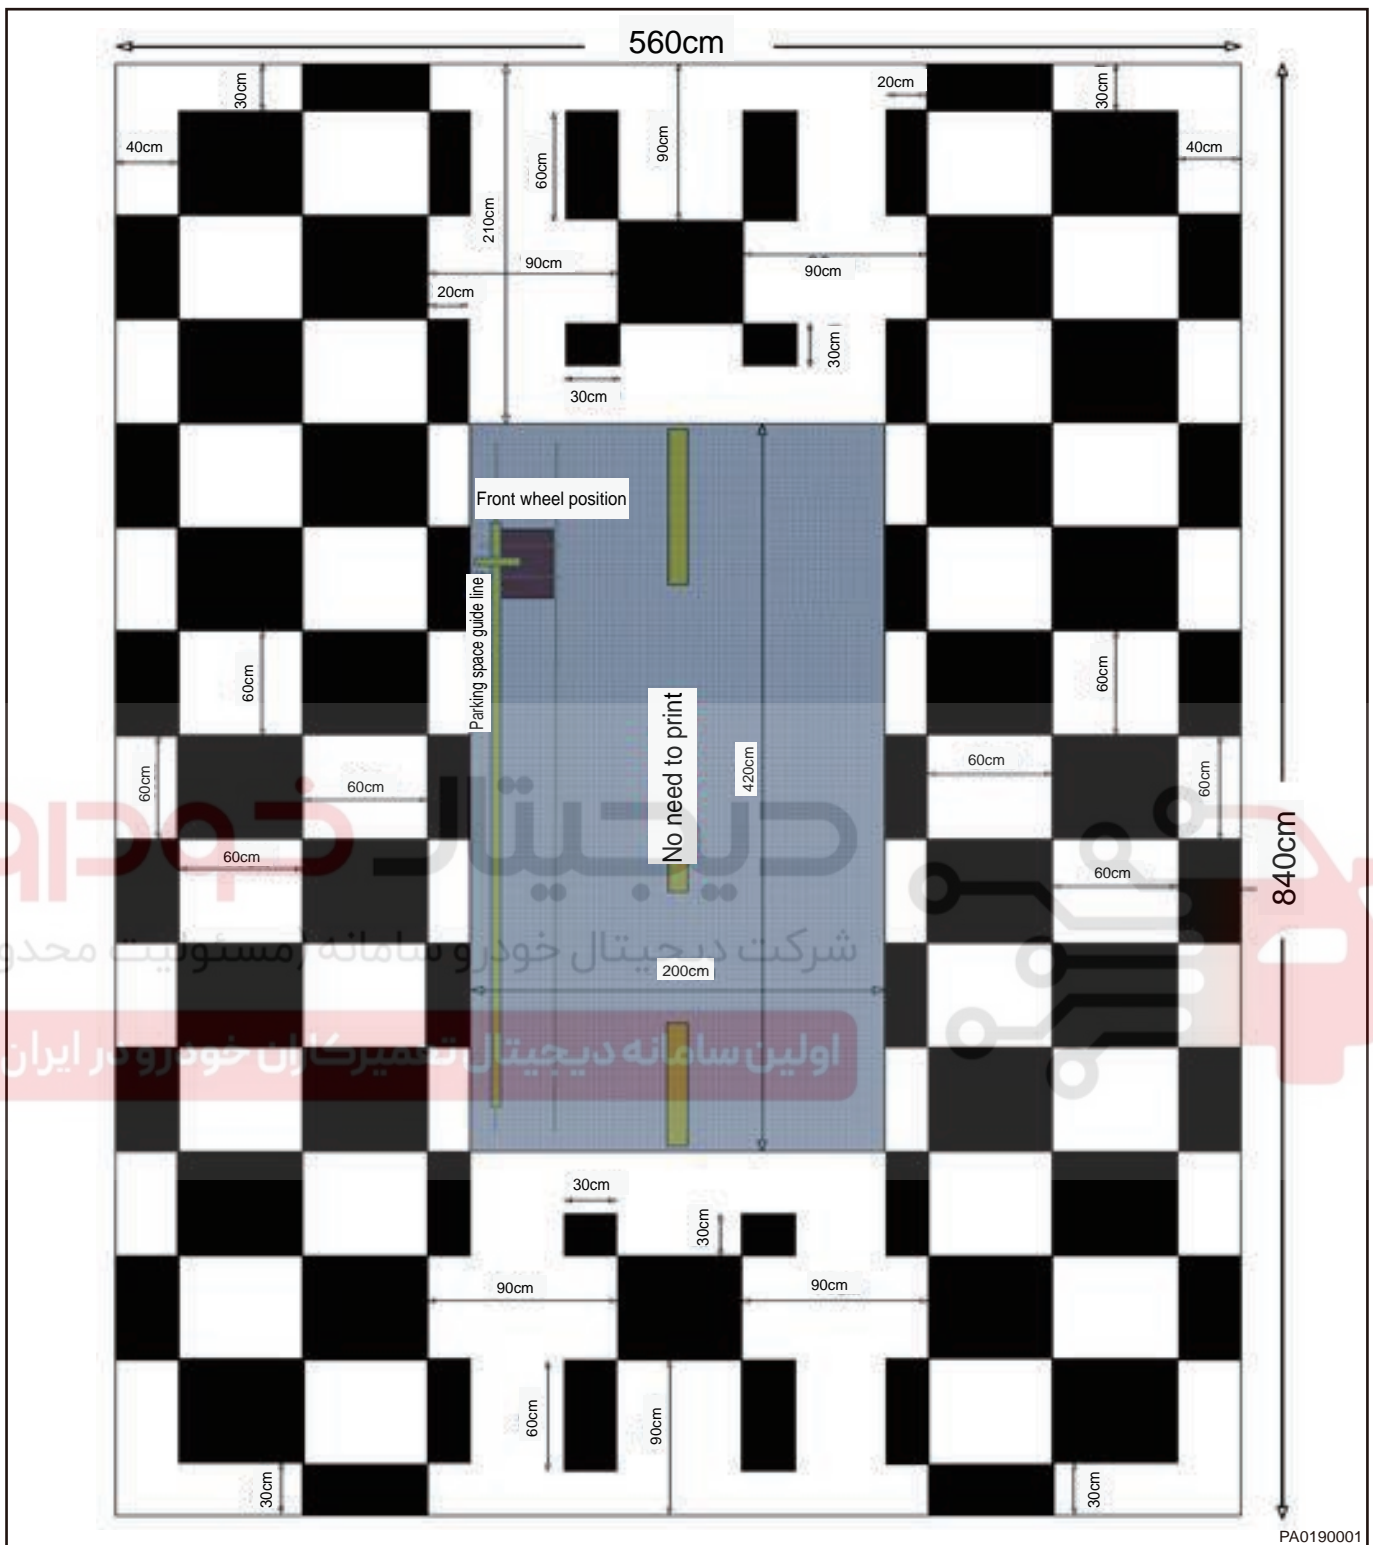 560cm
30cm
20cm
30cm
40cm
60cm
90cm
40cm
210cm
90cm
90cm
20cm
30cm
30cm
Front wheel position
Parking space guide line
60cm
60cm
No need to print
420cm
60cm
60cm
60cm
60cm
60cm
60cm
840cm
دیجیتال خودرو
شرکت دیجیتال خودرو سامانه (مسئولیت محدو
200cm
اولین سامانه دیجیتال تعمیرکاران خودرو در ایران
30cm
30cm
90cm
90cm
60cm
90cm
30cm
30cm
PA0190001